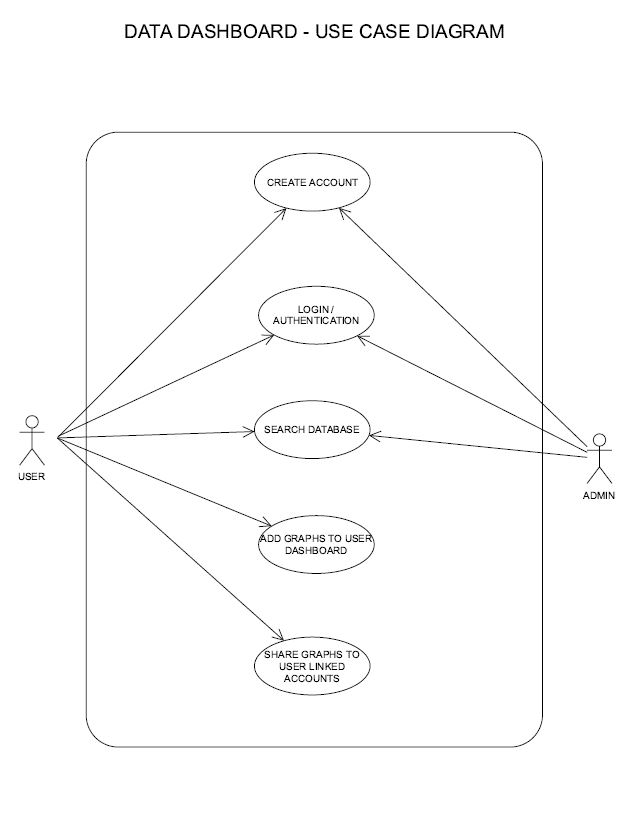 DATA DASHBOARD - USE CASE DIAGRAM
CREATE ACCOUNT
LOGIN /
AUTHENTICATION
SEARCH DATABASE
USER
ADMIN
ADD GRAPHS TO USER
DASHBOARD
SHARE GRAPHS TO
USER LINKED
ACCOUNTS